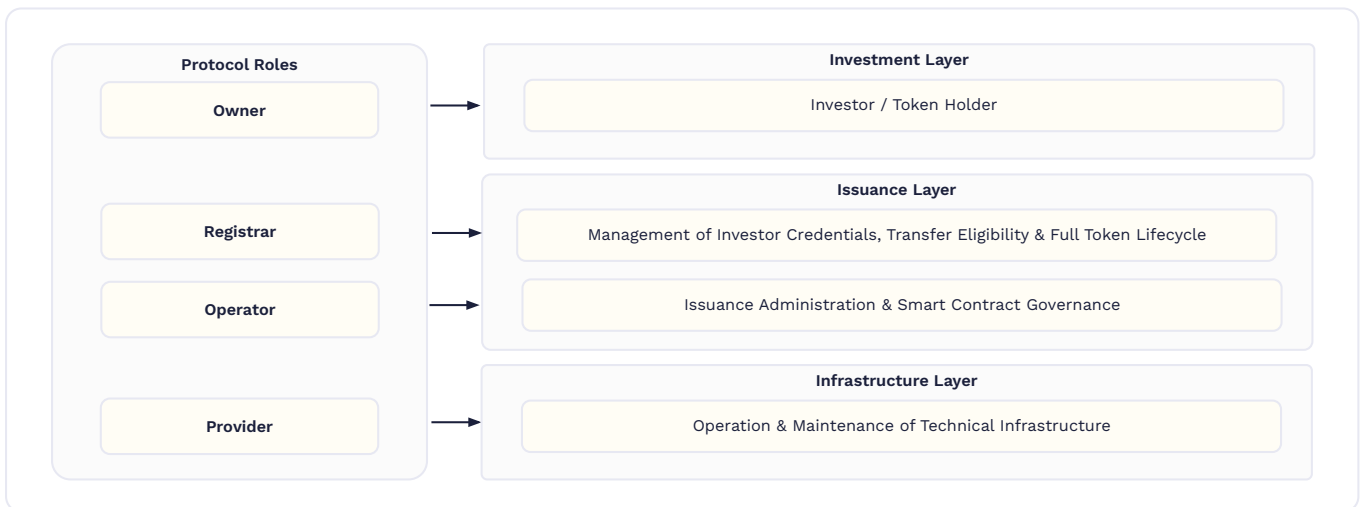 Protocol Roles
Owner
Registrar
Operator
Provider
Investment Layer
Investor / Token Holder
Issuance Layer
Management of Investor Credentials, Transfer Eligibility & Full Token Lifecycle
Issuance Administration & Smart Contract Governance
Infrastructure Layer
Operation & Maintenance of Technical Infrastructure